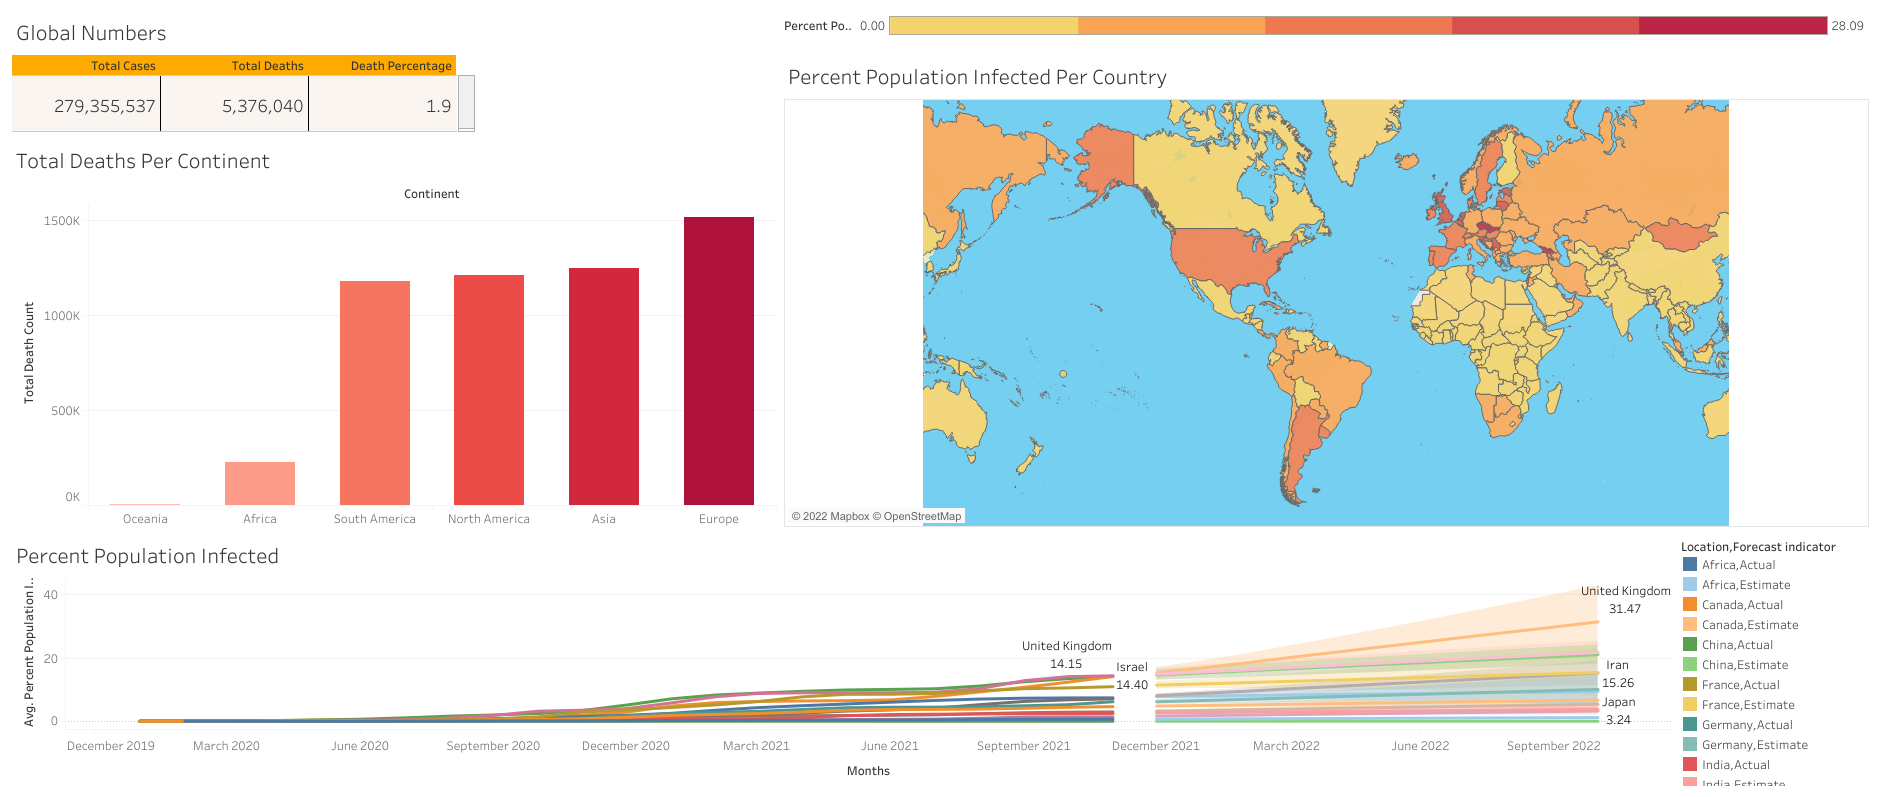 Global Numbers
Total Cases Total Deaths Death Percentage
279,355,537 5,376,040 1.9
Total Deaths Per Continent
Continent
Total Death Count
1500K
1000K
500K
0K
Oceania Africa South America North America Asia Europe
Percent Po.. 0.00 28.09
Percent Population Infected Per Country
© 2022 Mapbox © OpenStreetMap
Percent Population Infected
Avg. Percent Population I..
40
20
0
United Kingdom
14.15
Israel
14.40
United Kingdom
31.47
Iran
15.26
Japan
3.24
December 2019 March 2020 June 2020 September 2020 December 2020 March 2021 June 2021 September 2021 December 2021 March 2022 June 2022 September 2022
Months
Location,Forecast indicator
Africa,Actual
Africa,Estimate
Canada,Actual
Canada,Estimate
China,Actual
China,Estimate
France,Actual
France,Estimate
Germany,Actual
Germany,Estimate
India,Actual
India,Estimate